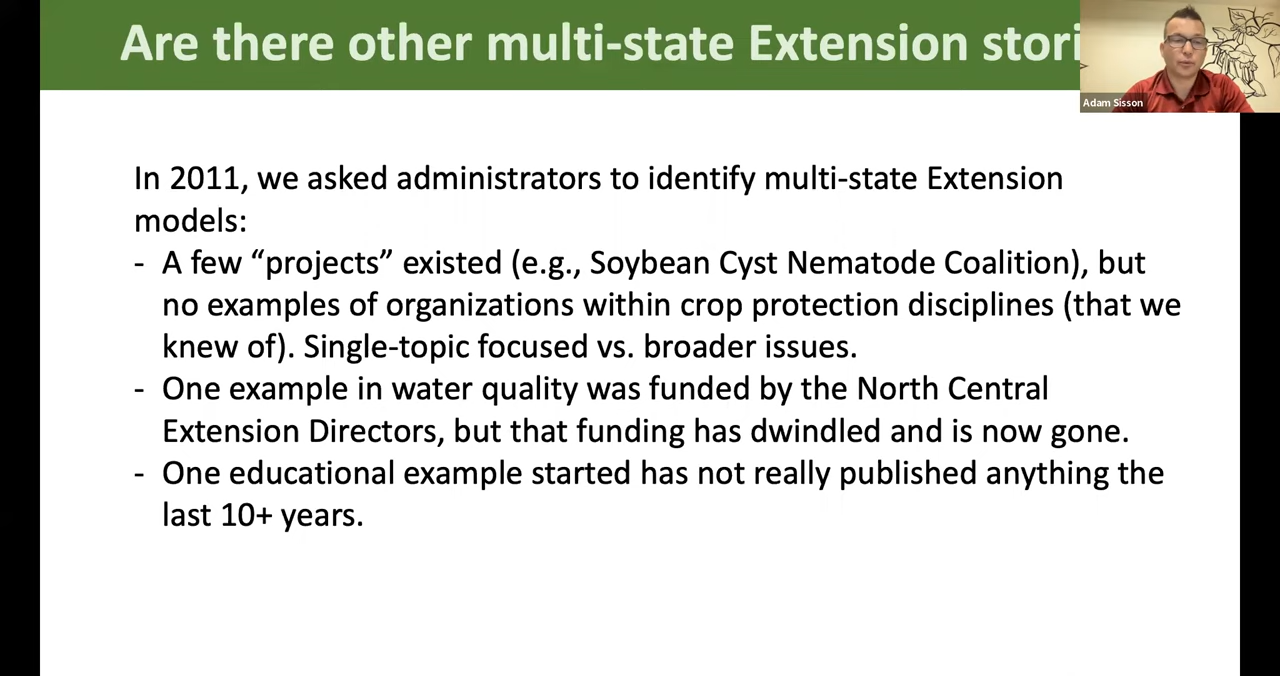 Are there other multi-state Extension stori
Adam Sisson
In 2011, we asked administrators to identify multi-state Extension
models:
- A few “projects” existed (e.g., Soybean Cyst Nematode Coalition), but
no examples of organizations within crop protection disciplines (that we
knew of). Single-topic focused vs. broader issues.
- One example in water quality was funded by the North Central
Extension Directors, but that funding has dwindled and is now gone.
- One educational example started has not really published anything the
last 10+ years.